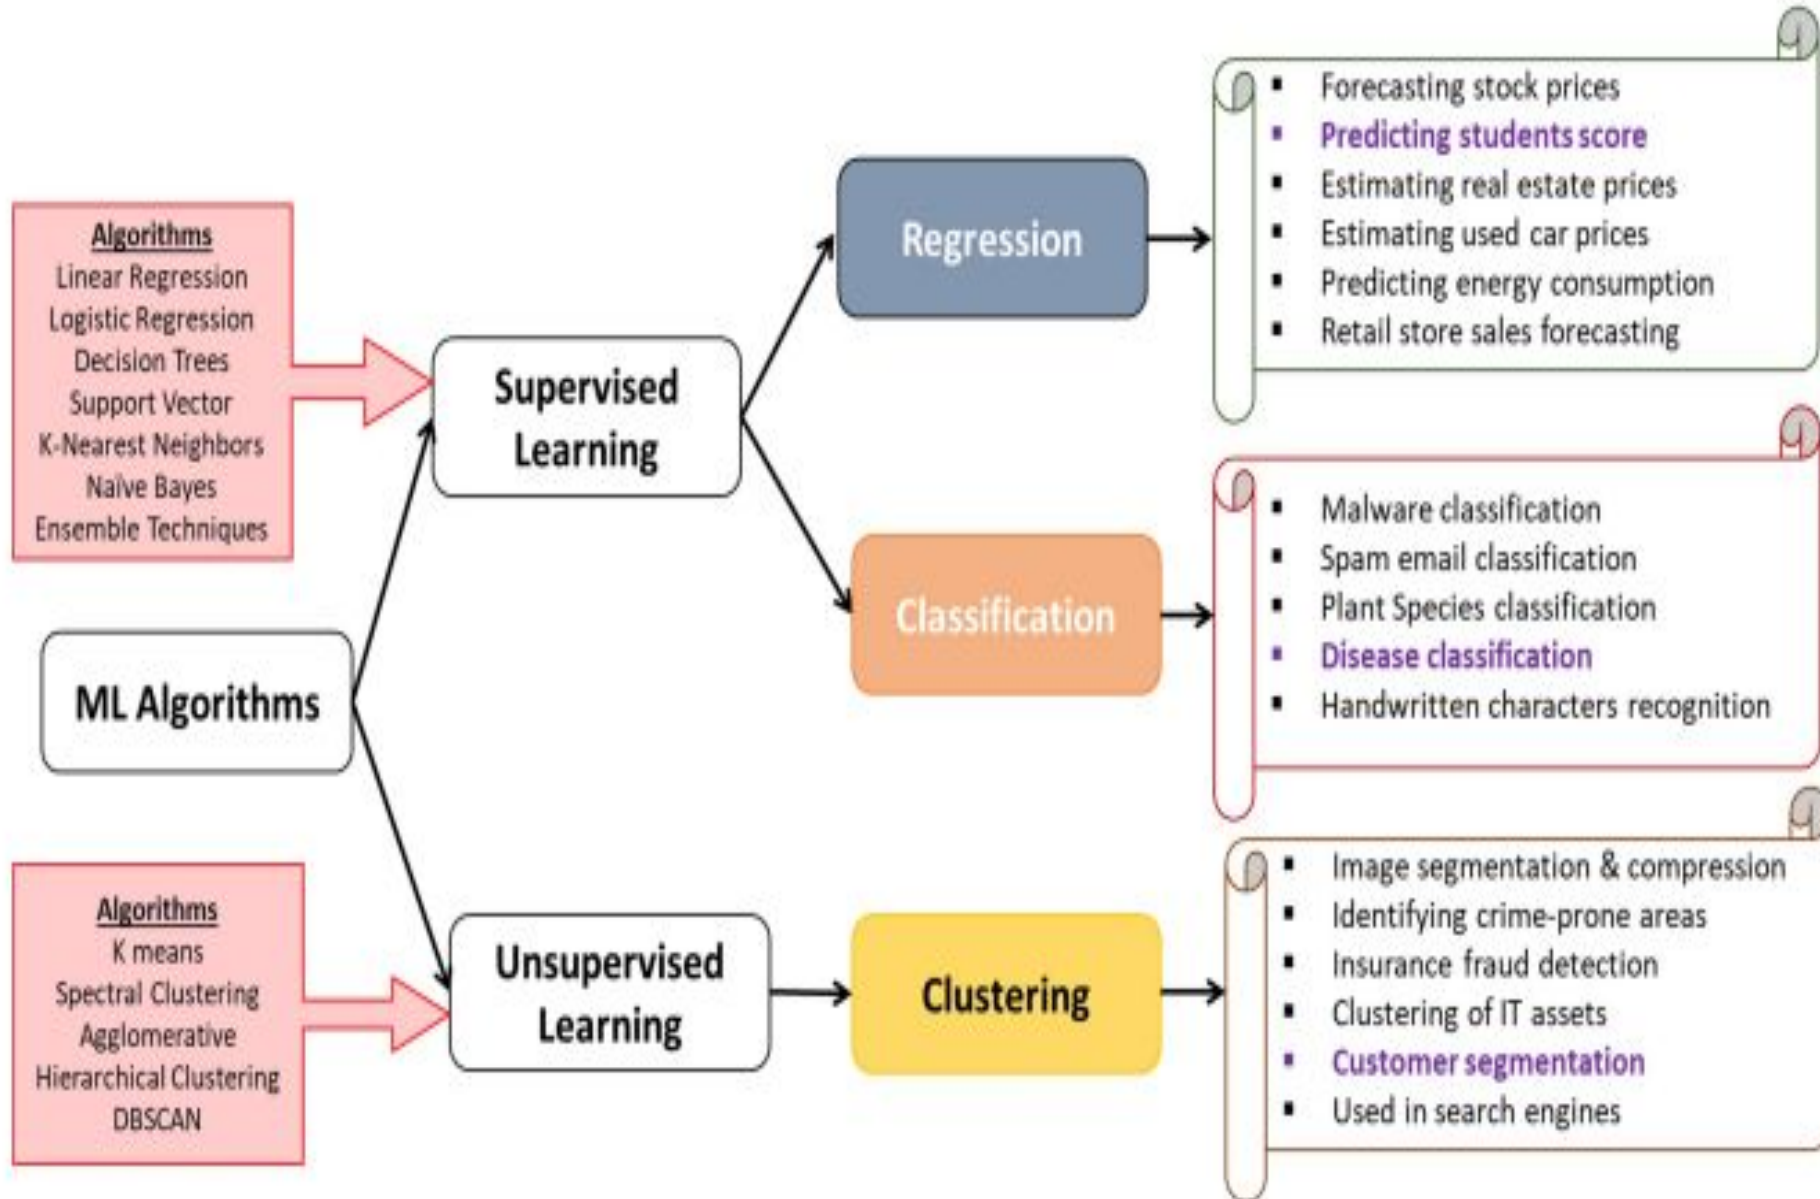 Algorithms
Linear Regression
Logistic Regression
Decision Trees
Support Vector
K-Nearest Neighbors
Naïve Bayes
Ensemble Techniques
ML Algorithms
Algorithms
K means
Spectral Clustering
Agglomerative
Hierarchical Clustering
DBSCAN
Supervised
Learning
Unsupervised
Learning
Regression
Classification
Clustering
▪ Forecasting stock prices
▪ Predicting students score
▪ Estimating real estate prices
▪ Estimating used car prices
▪ Predicting energy consumption
▪ Retail store sales forecasting
▪ Malware classification
▪ Spam email classification
▪ Plant Species classification
▪ Disease classification
▪ Handwritten characters recognition
▪ Image segmentation & compression
▪ Identifying crime-prone areas
▪ Insurance fraud detection
▪ Clustering of IT assets
▪ Customer segmentation
▪ Used in search engines